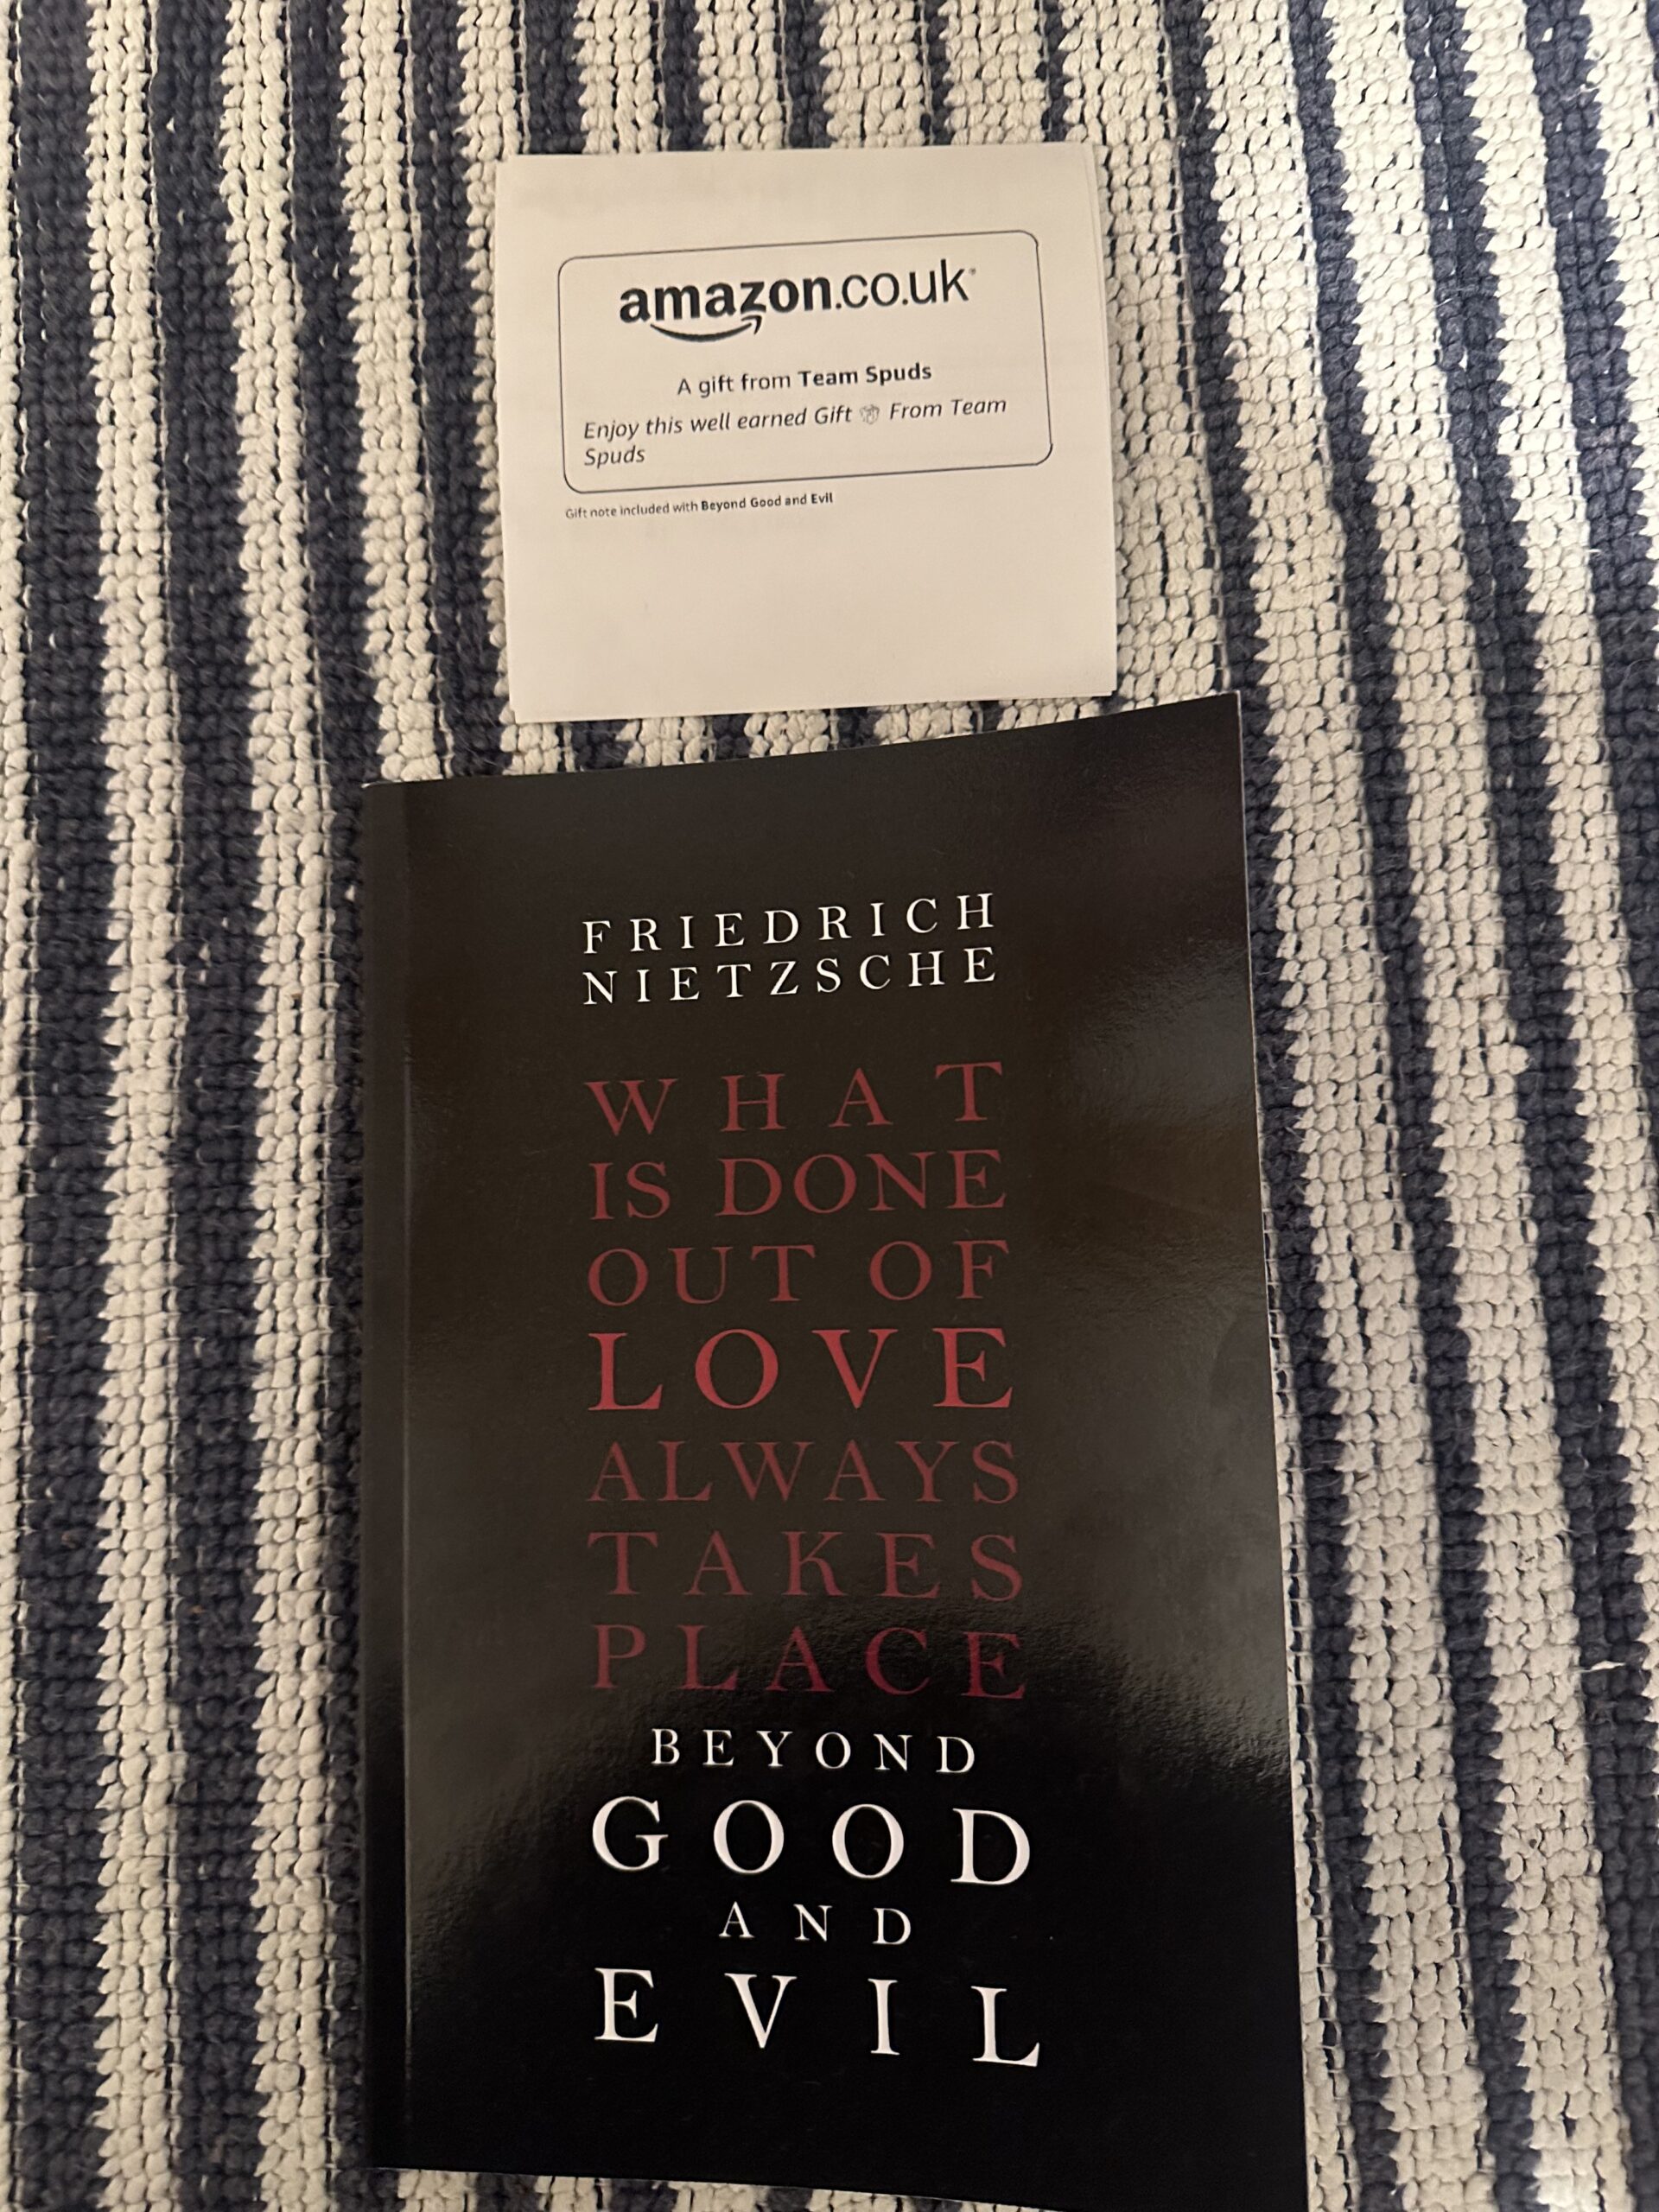 amazon.co.uk
A gift from Team Spuds
Enjoy this well earned Gift 🎁 From Team
Spuds
Gift note included with Beyond Good and Evil
FRIEDRICH
NIETZSCHE
WHAT
IS DONE
OUT OF
LOVE
ALWAYS
TAKES
PLACE
BEYOND
GOOD
AND
EVIL